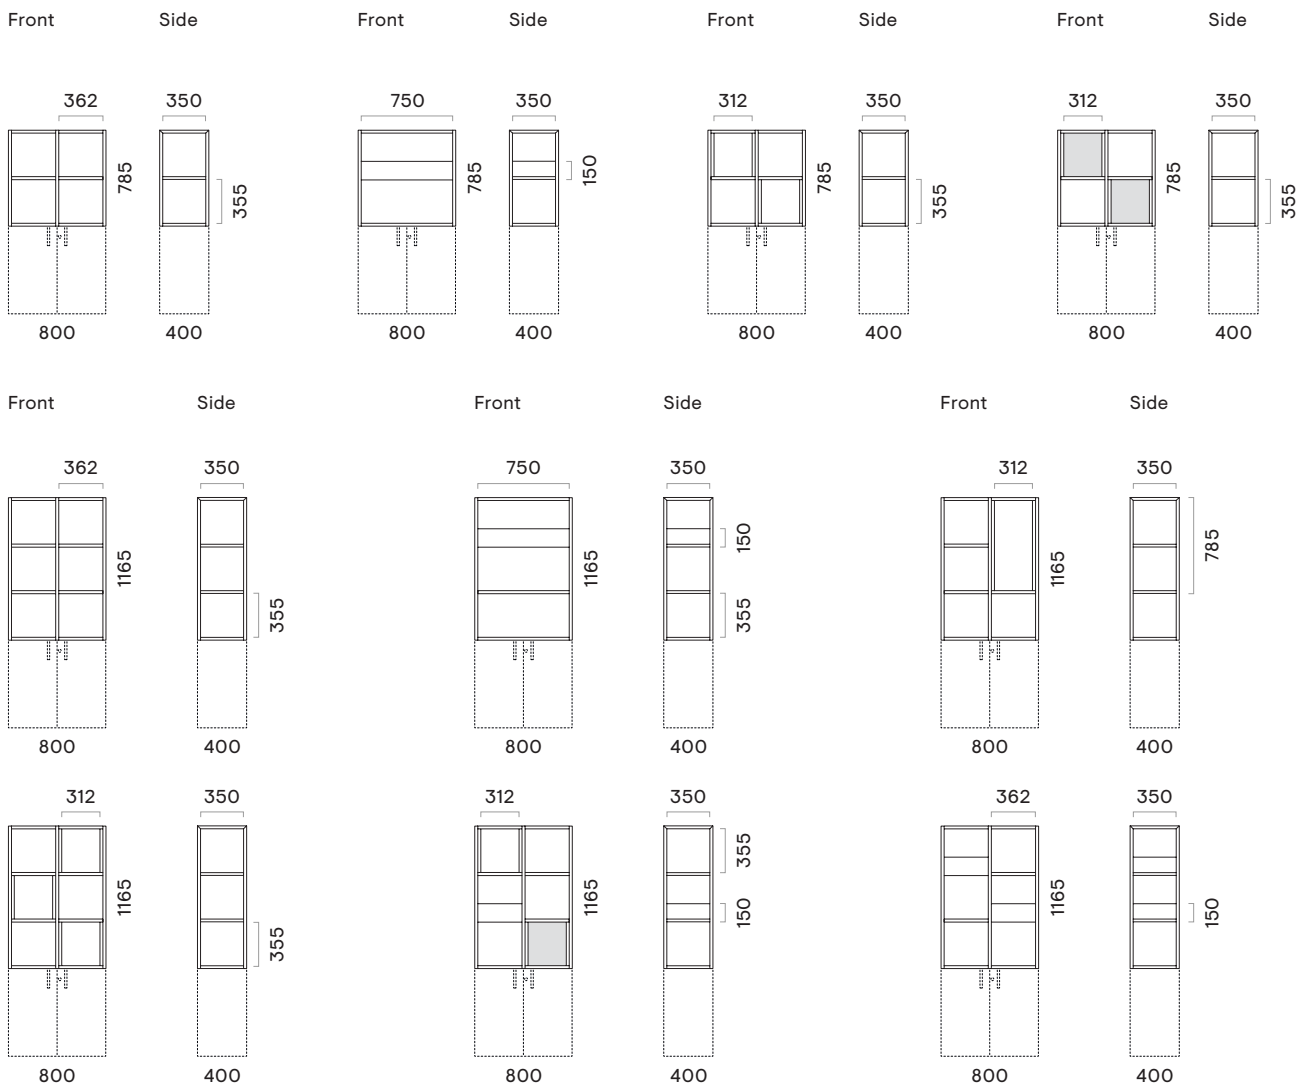 Front Side Front Side Front Side Front Side
362 350 750 350 312 350 312 350
785 355 785 150 785 355 785 355
800 400 800 400 800 400 800 400
Front Side Front Side Front Side
362 350 750 350 312 350
1165 355 1165 150 355 1165 785
800 400 800 400 800 400
312 350 312 350 362 350
1165 355 1165 355 150 1165 150
800 400 800 400 800 400